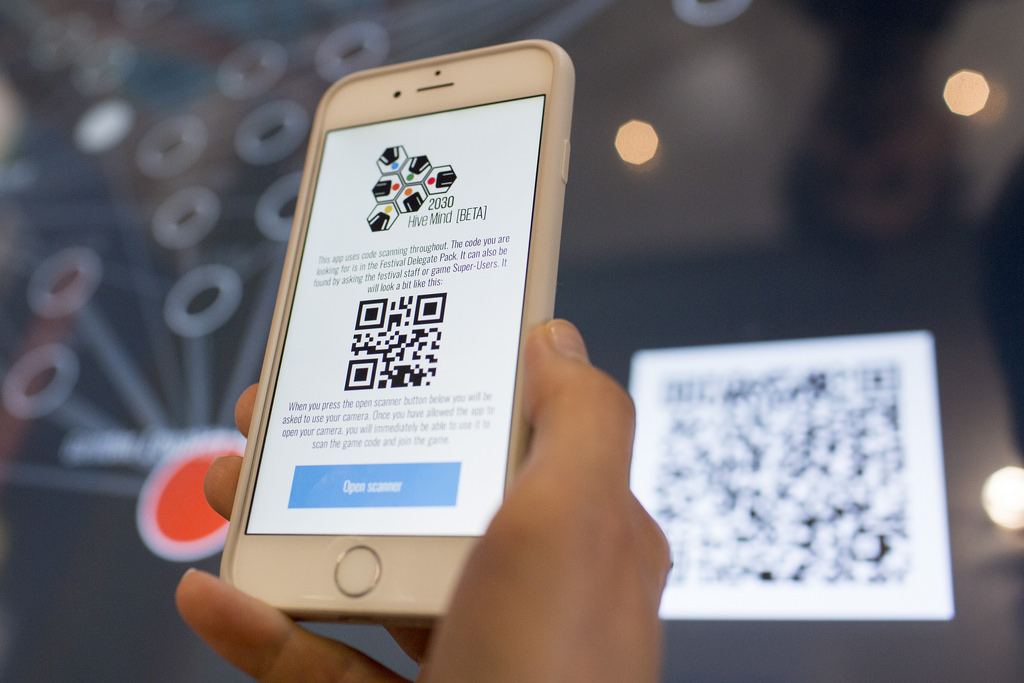 2030
Hive Mind [BETA]
This app uses code scanning throughout. The code you are
looking for is in the Festival Delegate Pack. It can also be
found by asking the festival staff or game Super-Users. It
will look a bit like this:
When you press the open scanner button below you will be
asked to use your camera. Once you have allowed the app to
open your camera, you will immediately be able to use it to
scan the game code and join the game.
Open scanner